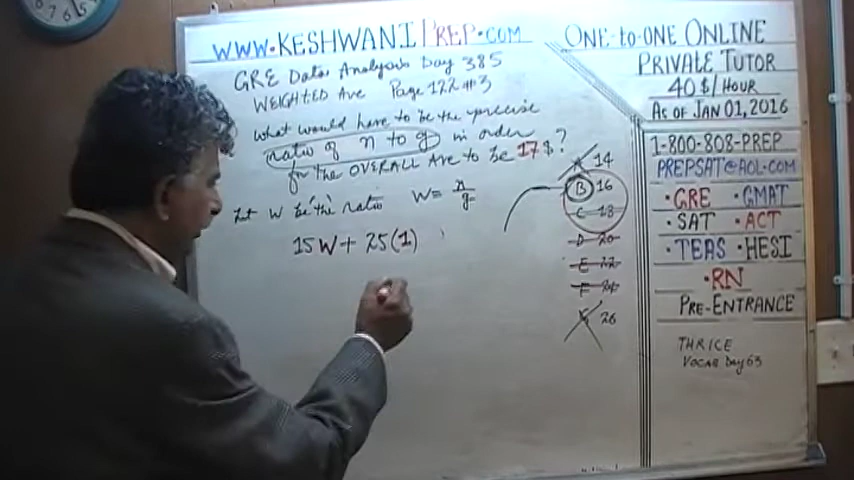 WWW.KESHWANIPREP.COM
GRE Data Analysis Day 385
WEIGHTED AVE Page 122 #3
what would have to be the precise
ratio of n to g in order
for the OVERALL AVE to be 17$?
Let W be the ratio W = n/g
15W + 25(1)
A 14
B 16
C 18
D 20
E 22
F 24
G 26
ONE-TO-ONE ONLINE
PRIVATE TUTOR
40$/HOUR
AS OF JAN 01, 2016
1-800-808-PREP
PREPSAT@AOL.COM
•GRE •GMAT
•SAT •ACT
•TEAS •HESI
•RN
PRE-ENTRANCE
THRICE
VOCAB Day 63